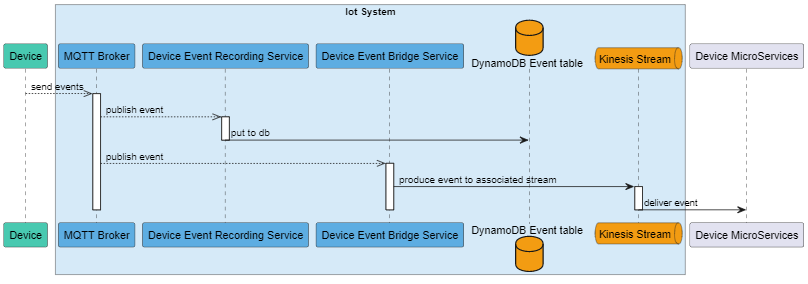 Iot System
Device
MQTT Broker
Device Event Recording Service
Device Event Bridge Service
DynamoDB Event table
Kinesis Stream
Device MicroServices
send events
publish event
put to db
publish event
produce event to associated stream
deliver event
Device
MQTT Broker
Device Event Recording Service
Device Event Bridge Service
DynamoDB Event table
Kinesis Stream
Device MicroServices